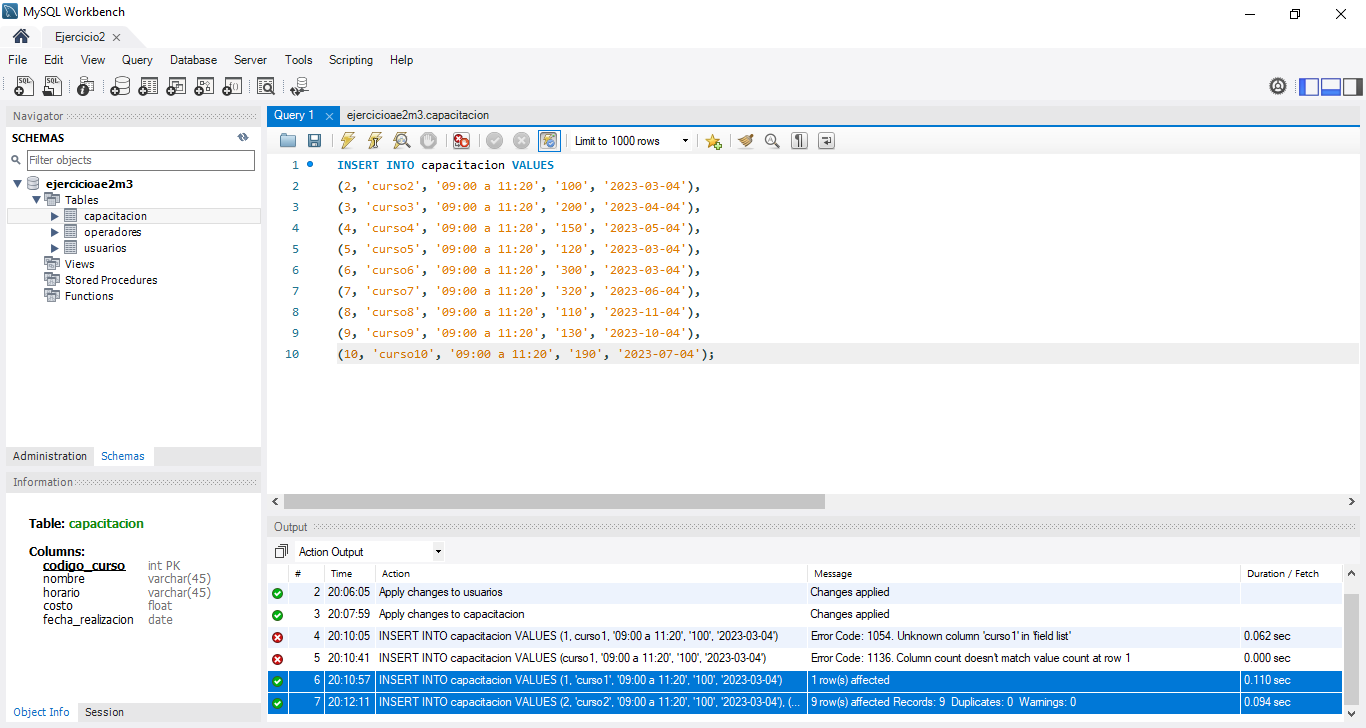 MySQL Workbench
Ejercicio2
File Edit View Query Database Server Tools Scripting Help
Navigator
SCHEMAS
Filter objects
ejercicioae2m3
Tables
capacitacion
operadores
usuarios
Views
Stored Procedures
Functions
Administration Schemas
Information
Table: capacitacion
Columns:
codigo_curso int PK
nombre varchar(45)
horario varchar(45)
costo float
fecha_realizacion date
Object Info Session
Query 1 ejercicioae2m3.capacitacion
Limit to 1000 rows
1 INSERT INTO capacitacion VALUES
2 (2, 'curso2', '09:00 a 11:20', '100', '2023-03-04'),
3 (3, 'curso3', '09:00 a 11:20', '200', '2023-04-04'),
4 (4, 'curso4', '09:00 a 11:20', '150', '2023-05-04'),
5 (5, 'curso5', '09:00 a 11:20', '120', '2023-03-04'),
6 (6, 'curso6', '09:00 a 11:20', '300', '2023-03-04'),
7 (7, 'curso7', '09:00 a 11:20', '320', '2023-06-04'),
8 (8, 'curso8', '09:00 a 11:20', '110', '2023-11-04'),
9 (9, 'curso9', '09:00 a 11:20', '130', '2023-10-04'),
10 (10, 'curso10', '09:00 a 11:20', '190', '2023-07-04');
Output
Action Output
# Time Action Message Duration / Fetch
2 20:06:05 Apply changes to usuarios Changes applied
3 20:07:59 Apply changes to capacitacion Changes applied
4 20:10:05 INSERT INTO capacitacion VALUES (1, curso1, '09:00 a 11:20', '100', '2023-03-04') Error Code: 1054. Unknown column 'curso1' in 'field list' 0.062 sec
5 20:10:41 INSERT INTO capacitacion VALUES (curso1, '09:00 a 11:20', '100', '2023-03-04') Error Code: 1136. Column count doesn't match value count at row 1 0.000 sec
6 20:10:57 INSERT INTO capacitacion VALUES (1, 'curso1', '09:00 a 11:20', '100', '2023-03-04') 1 row(s) affected 0.110 sec
7 20:12:11 INSERT INTO capacitacion VALUES (2, 'curso2', '09:00 a 11:20', '100', '2023-03-04'), (... 9 row(s) affected Records: 9 Duplicates: 0 Warnings: 0 0.094 sec